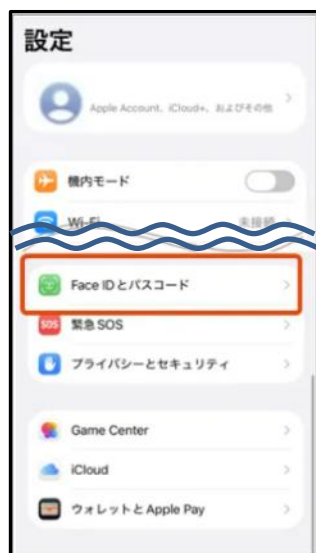 設定
Apple Account、iCloud+、およびその他
機内モード
Wi-Fi
未接続
Face IDとパスコード
SOS
緊急SOS
プライバシーとセキュリティ
Game Center
iCloud
ウォレットとApple Pay